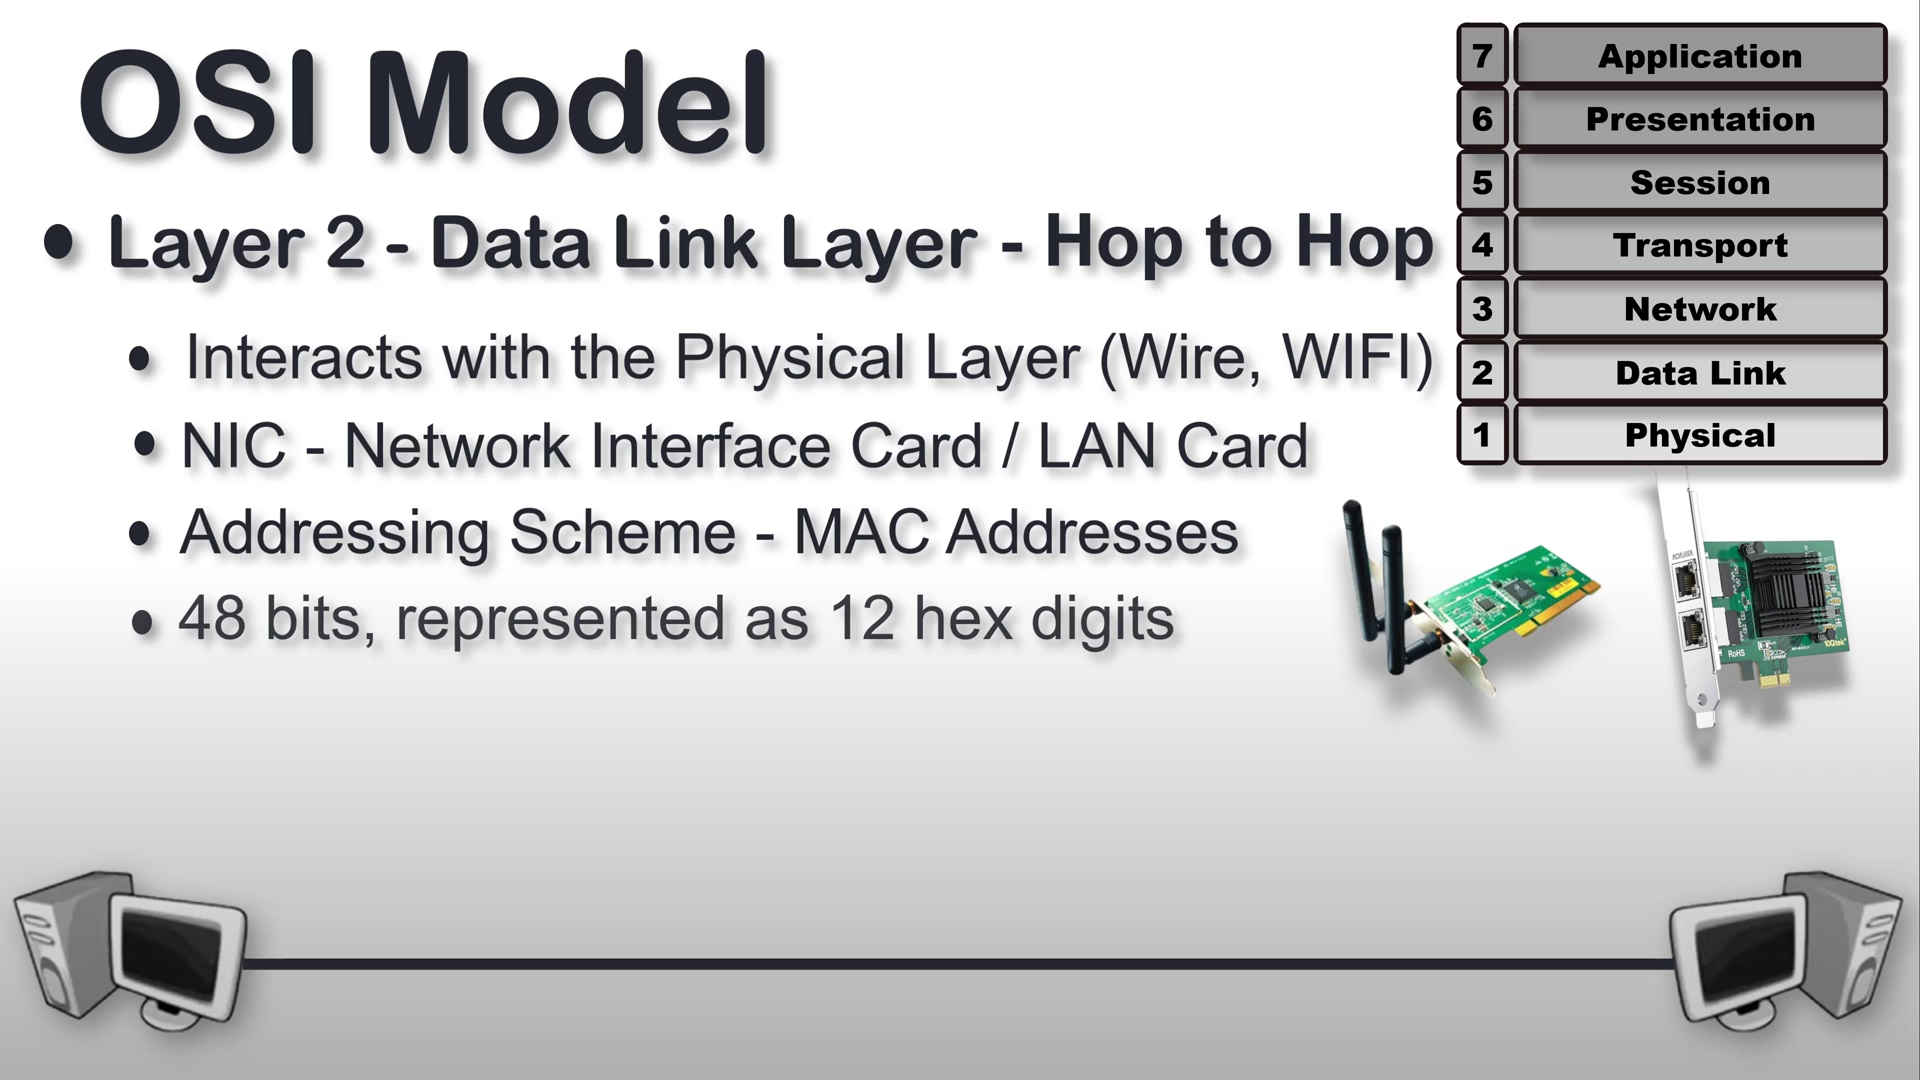 OSI Model
• Layer 2 - Data Link Layer - Hop to Hop
• Interacts with the Physical Layer (Wire, WIFI)
• NIC - Network Interface Card / LAN Card
• Addressing Scheme - MAC Addresses
• 48 bits, represented as 12 hex digits
7 Application
6 Presentation
5 Session
4 Transport
3 Network
2 Data Link
1 Physical
RoHS
10Gtek